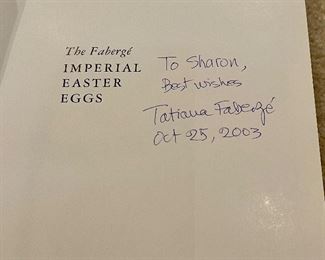 The Fabergé
IMPERIAL
EASTER
EGGS
To Sharon,
Best wishes
Tatiana Fabergé
Oct 25, 2003